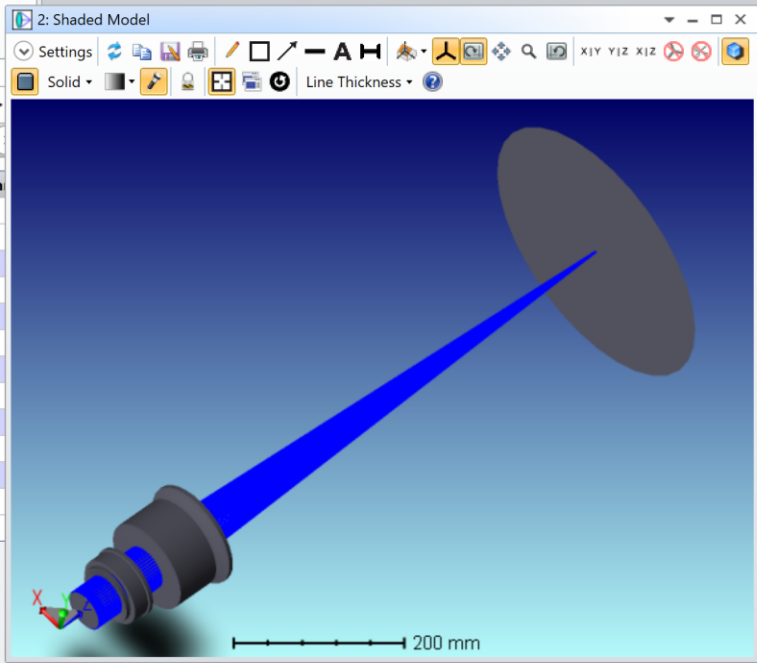 2: Shaded Model
Settings
A
X|Y Y|Z X|Z
Solid
Line Thickness
X
Y
Z
200 mm